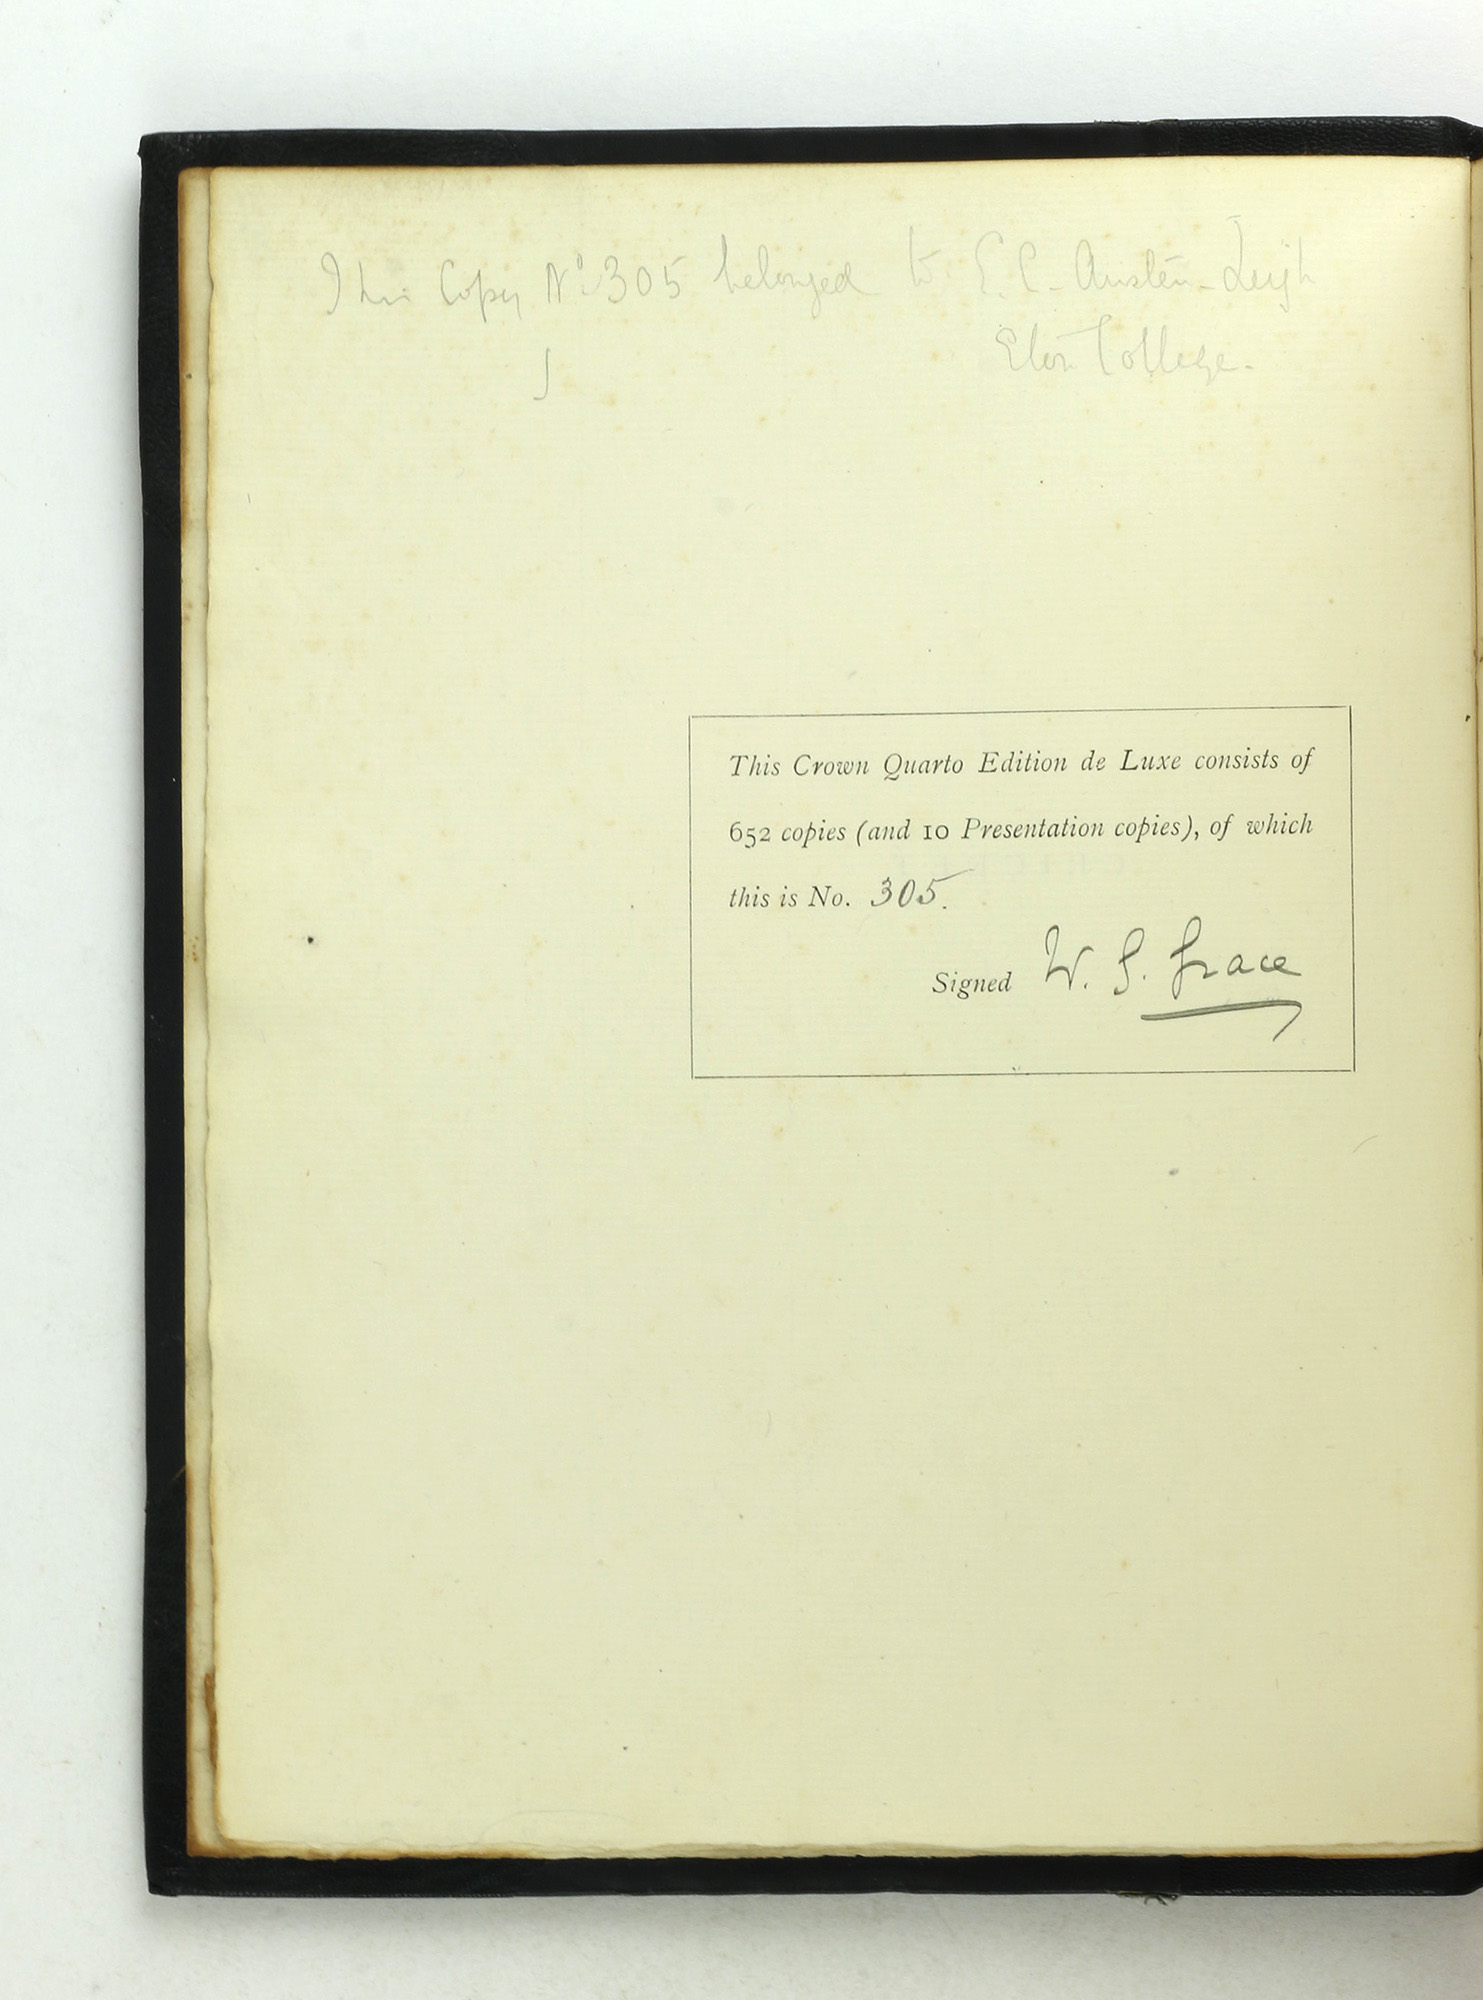 This Copy No. 305 belonged to E. C. Austen-Leigh
Eton College.
This Crown Quarto Edition de Luxe consists of
652 copies (and 10 Presentation copies), of which
this is No. 305.
Signed W. G. Grace